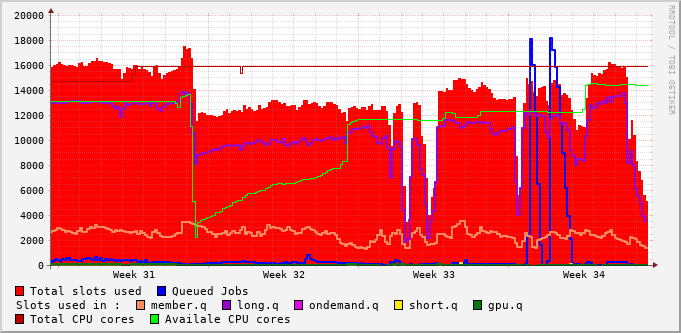 20000
18000
16000
14000
12000
10000
8000
6000
4000
2000
0
Week 31 Week 32 Week 33 Week 34
RRDTOOL / TOBI OETIKER
Total slots used Queued Jobs
Slots used in : member.q long.q ondemand.q short.q gpu.q
Total CPU cores Availale CPU cores